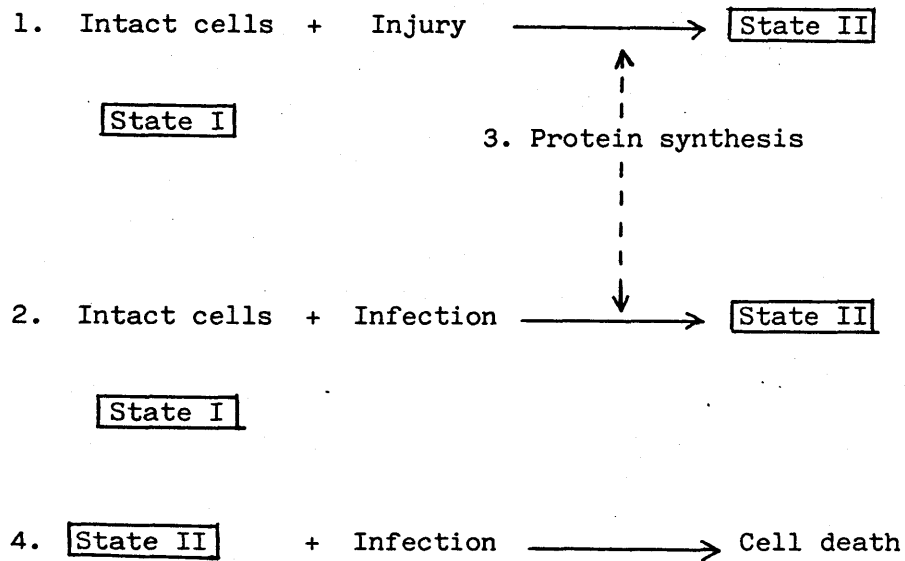 1. Intact cells + Injury State II
State I
3. Protein synthesis
2. Intact cells + Infection State II
State I
4. State II + Infection Cell death